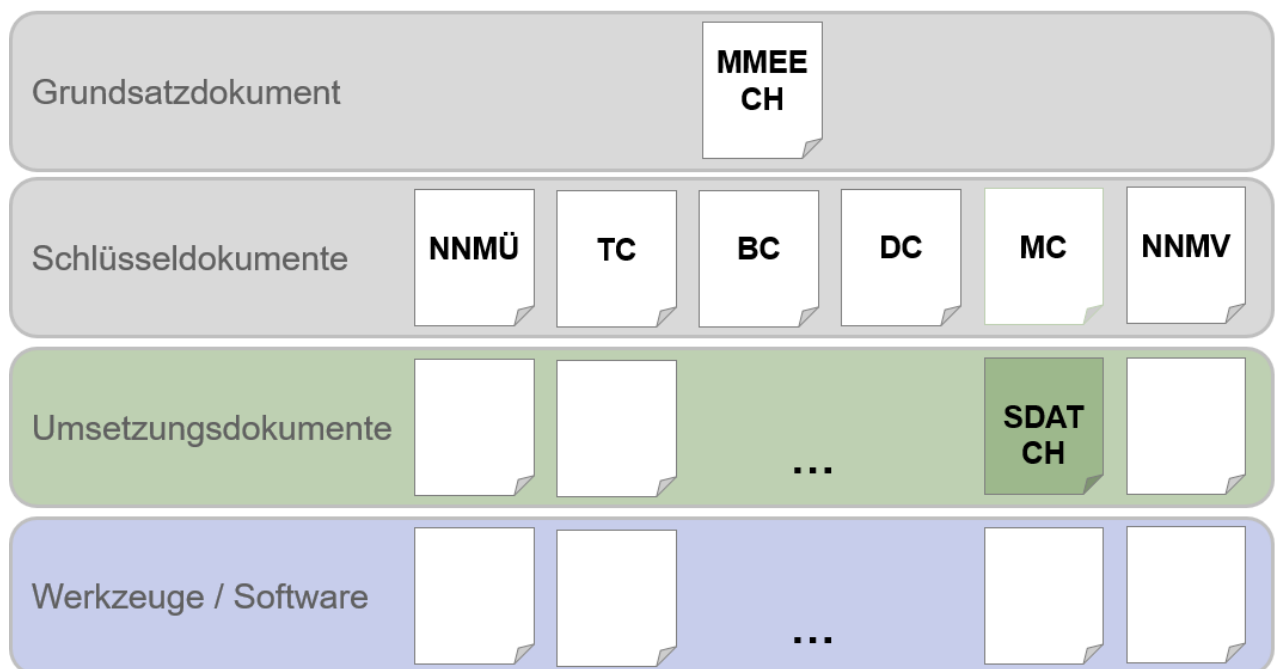 MMEE
CH
Grundsatzdokument
Schlüsseldokumente
NNMÜ
TC
BC
DC
MC
NNMV
Umsetzungsdokumente
...
SDAT
CH
Werkzeuge / Software
...